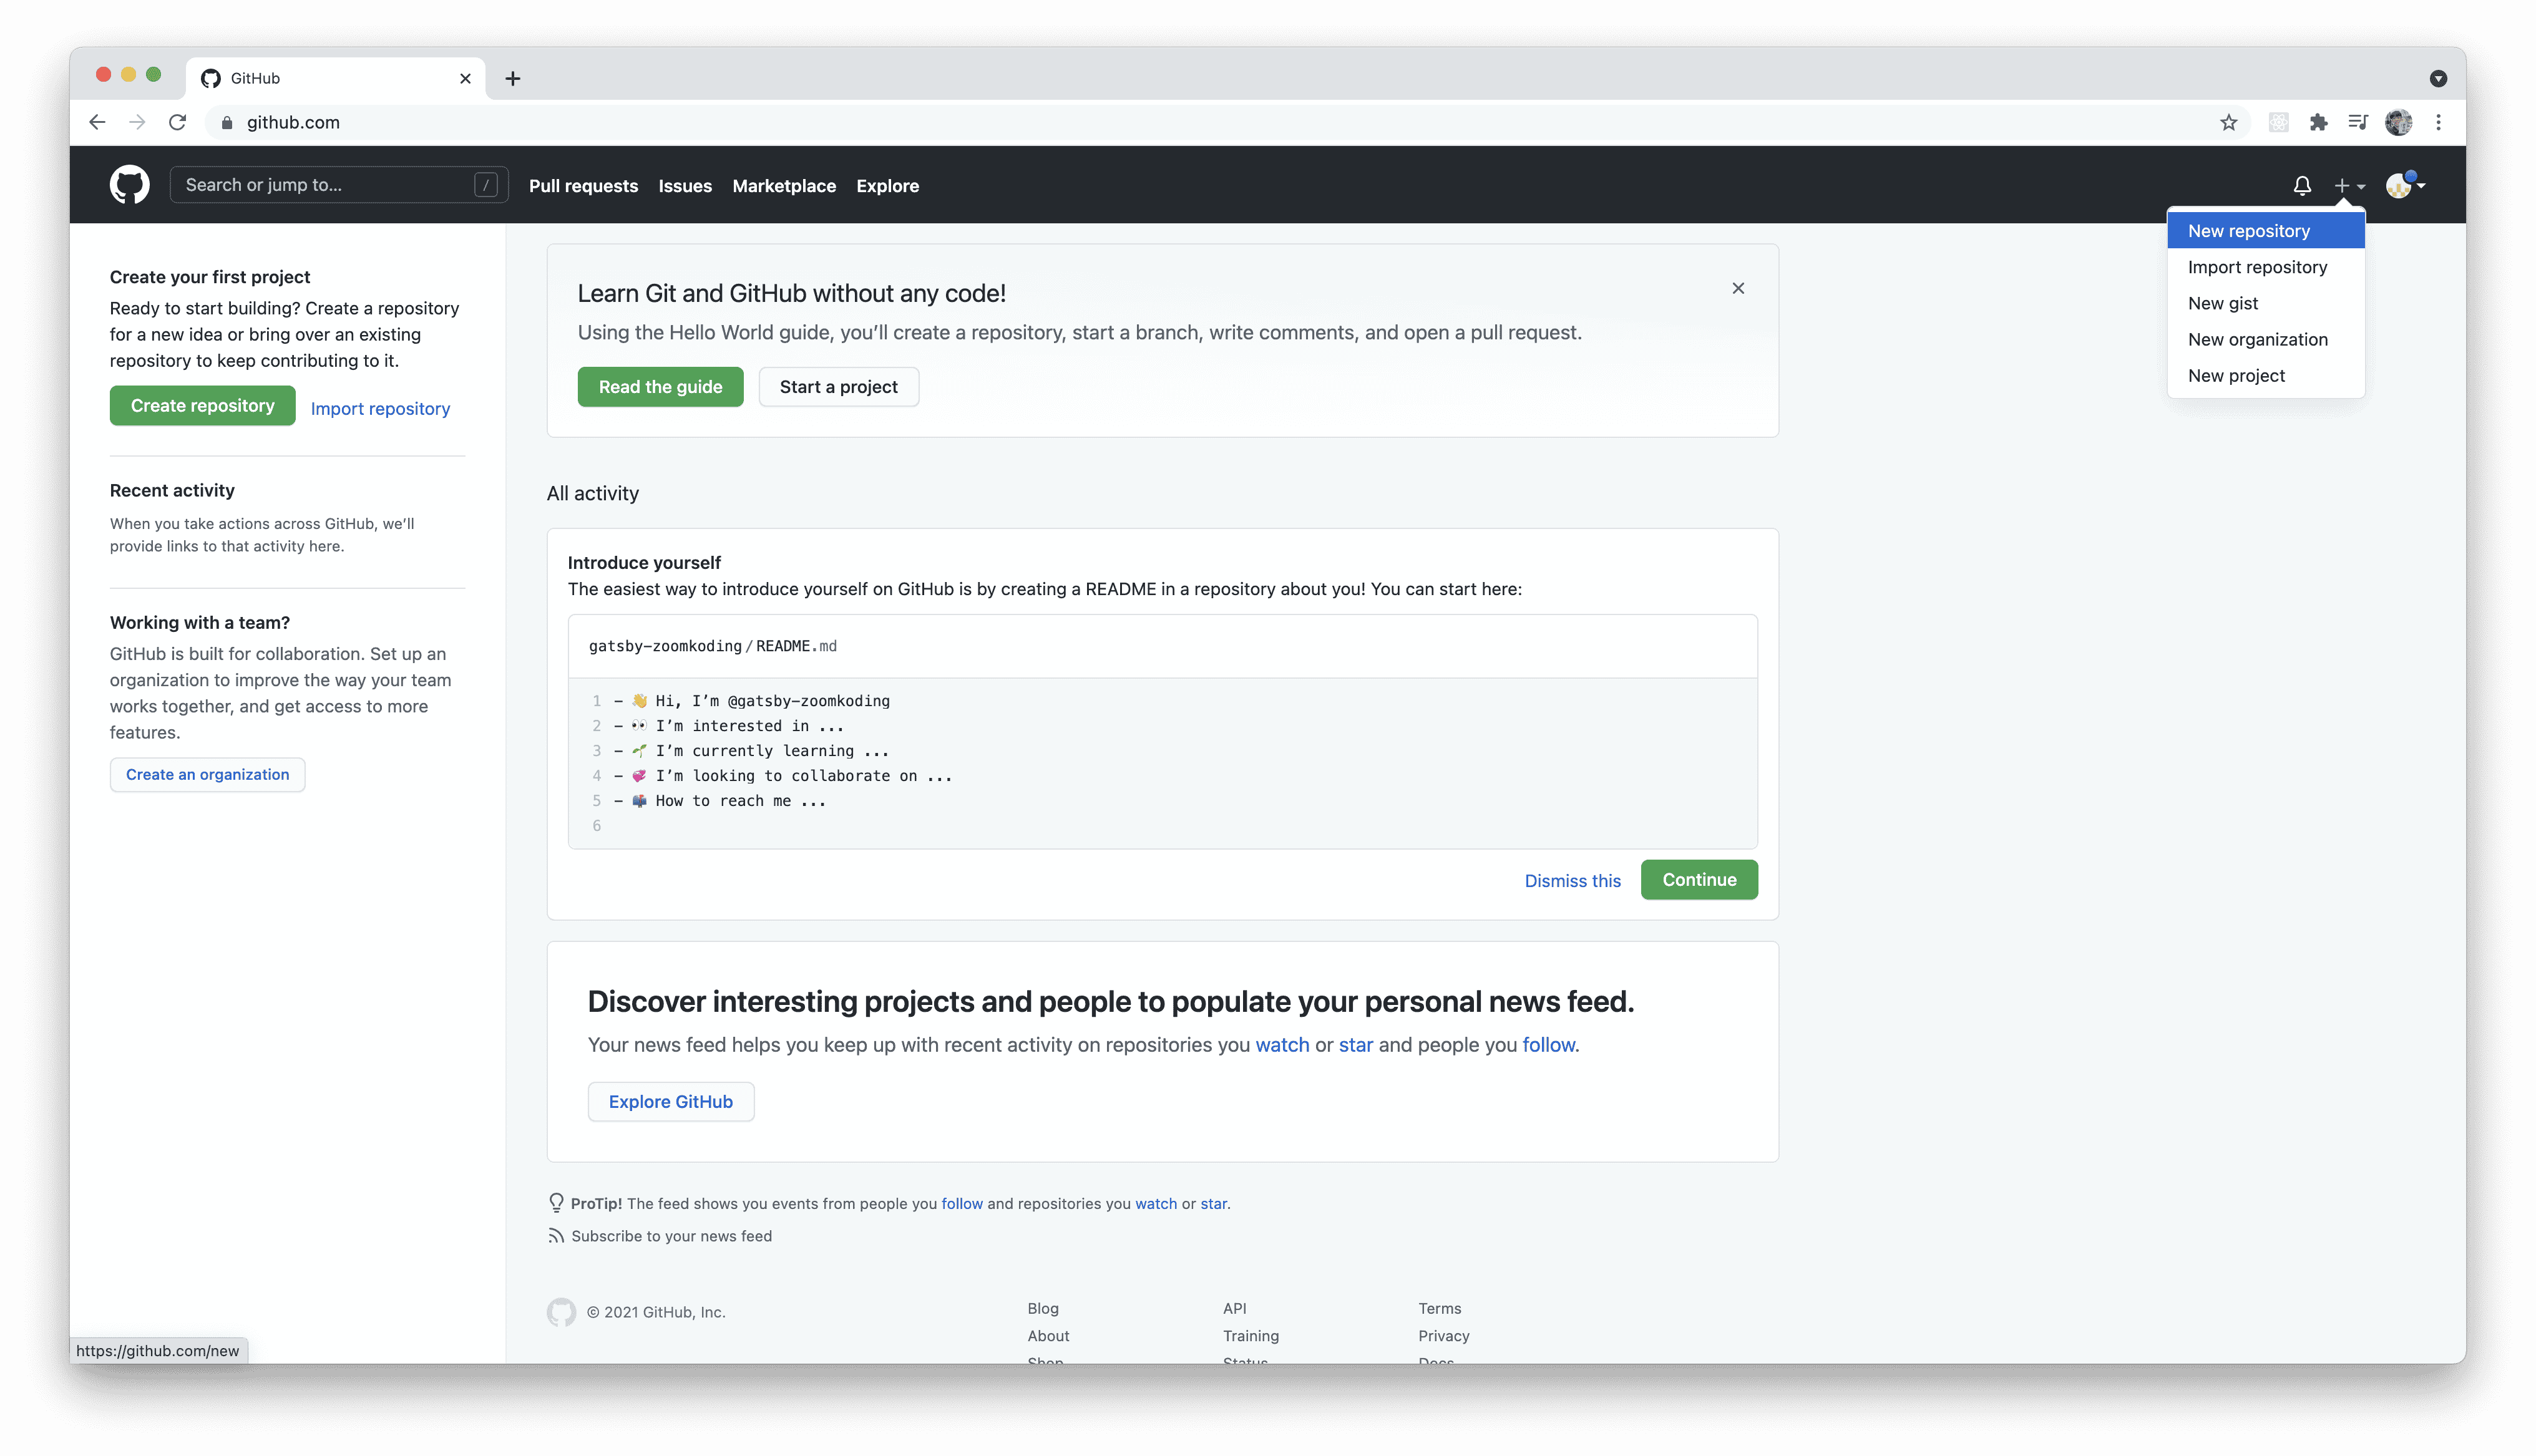 GitHub
github.com
Search or jump to... /
Pull requests Issues Marketplace Explore
New repository
Import repository
New gist
New organization
New project
Create your first project
Ready to start building? Create a repository
for a new idea or bring over an existing
repository to keep contributing to it.
Create repository Import repository
Recent activity
When you take actions across GitHub, we’ll
provide links to that activity here.
Working with a team?
GitHub is built for collaboration. Set up an
organization to improve the way your team
works together, and get access to more
features.
Create an organization
Learn Git and GitHub without any code!
Using the Hello World guide, you’ll create a repository, start a branch, write comments, and open a pull request.
Read the guide Start a project
All activity
Introduce yourself
The easiest way to introduce yourself on GitHub is by creating a README in a repository about you! You can start here:
gatsby-zoomkoding/README.md
1 - 👋 Hi, I’m @gatsby-zoomkoding
2 - 👀 I’m interested in ...
3 - 🌱 I’m currently learning ...
4 - 💞️ I’m looking to collaborate on ...
5 - 📫 How to reach me ...
6
Dismiss this Continue
Discover interesting projects and people to populate your personal news feed.
Your news feed helps you keep up with recent activity on repositories you watch or star and people you follow.
Explore GitHub
ProTip! The feed shows you events from people you follow and repositories you watch or star.
Subscribe to your news feed
© 2021 GitHub, Inc.
Blog API Terms
About Training Privacy
Shop Status Docs
https://github.com/new